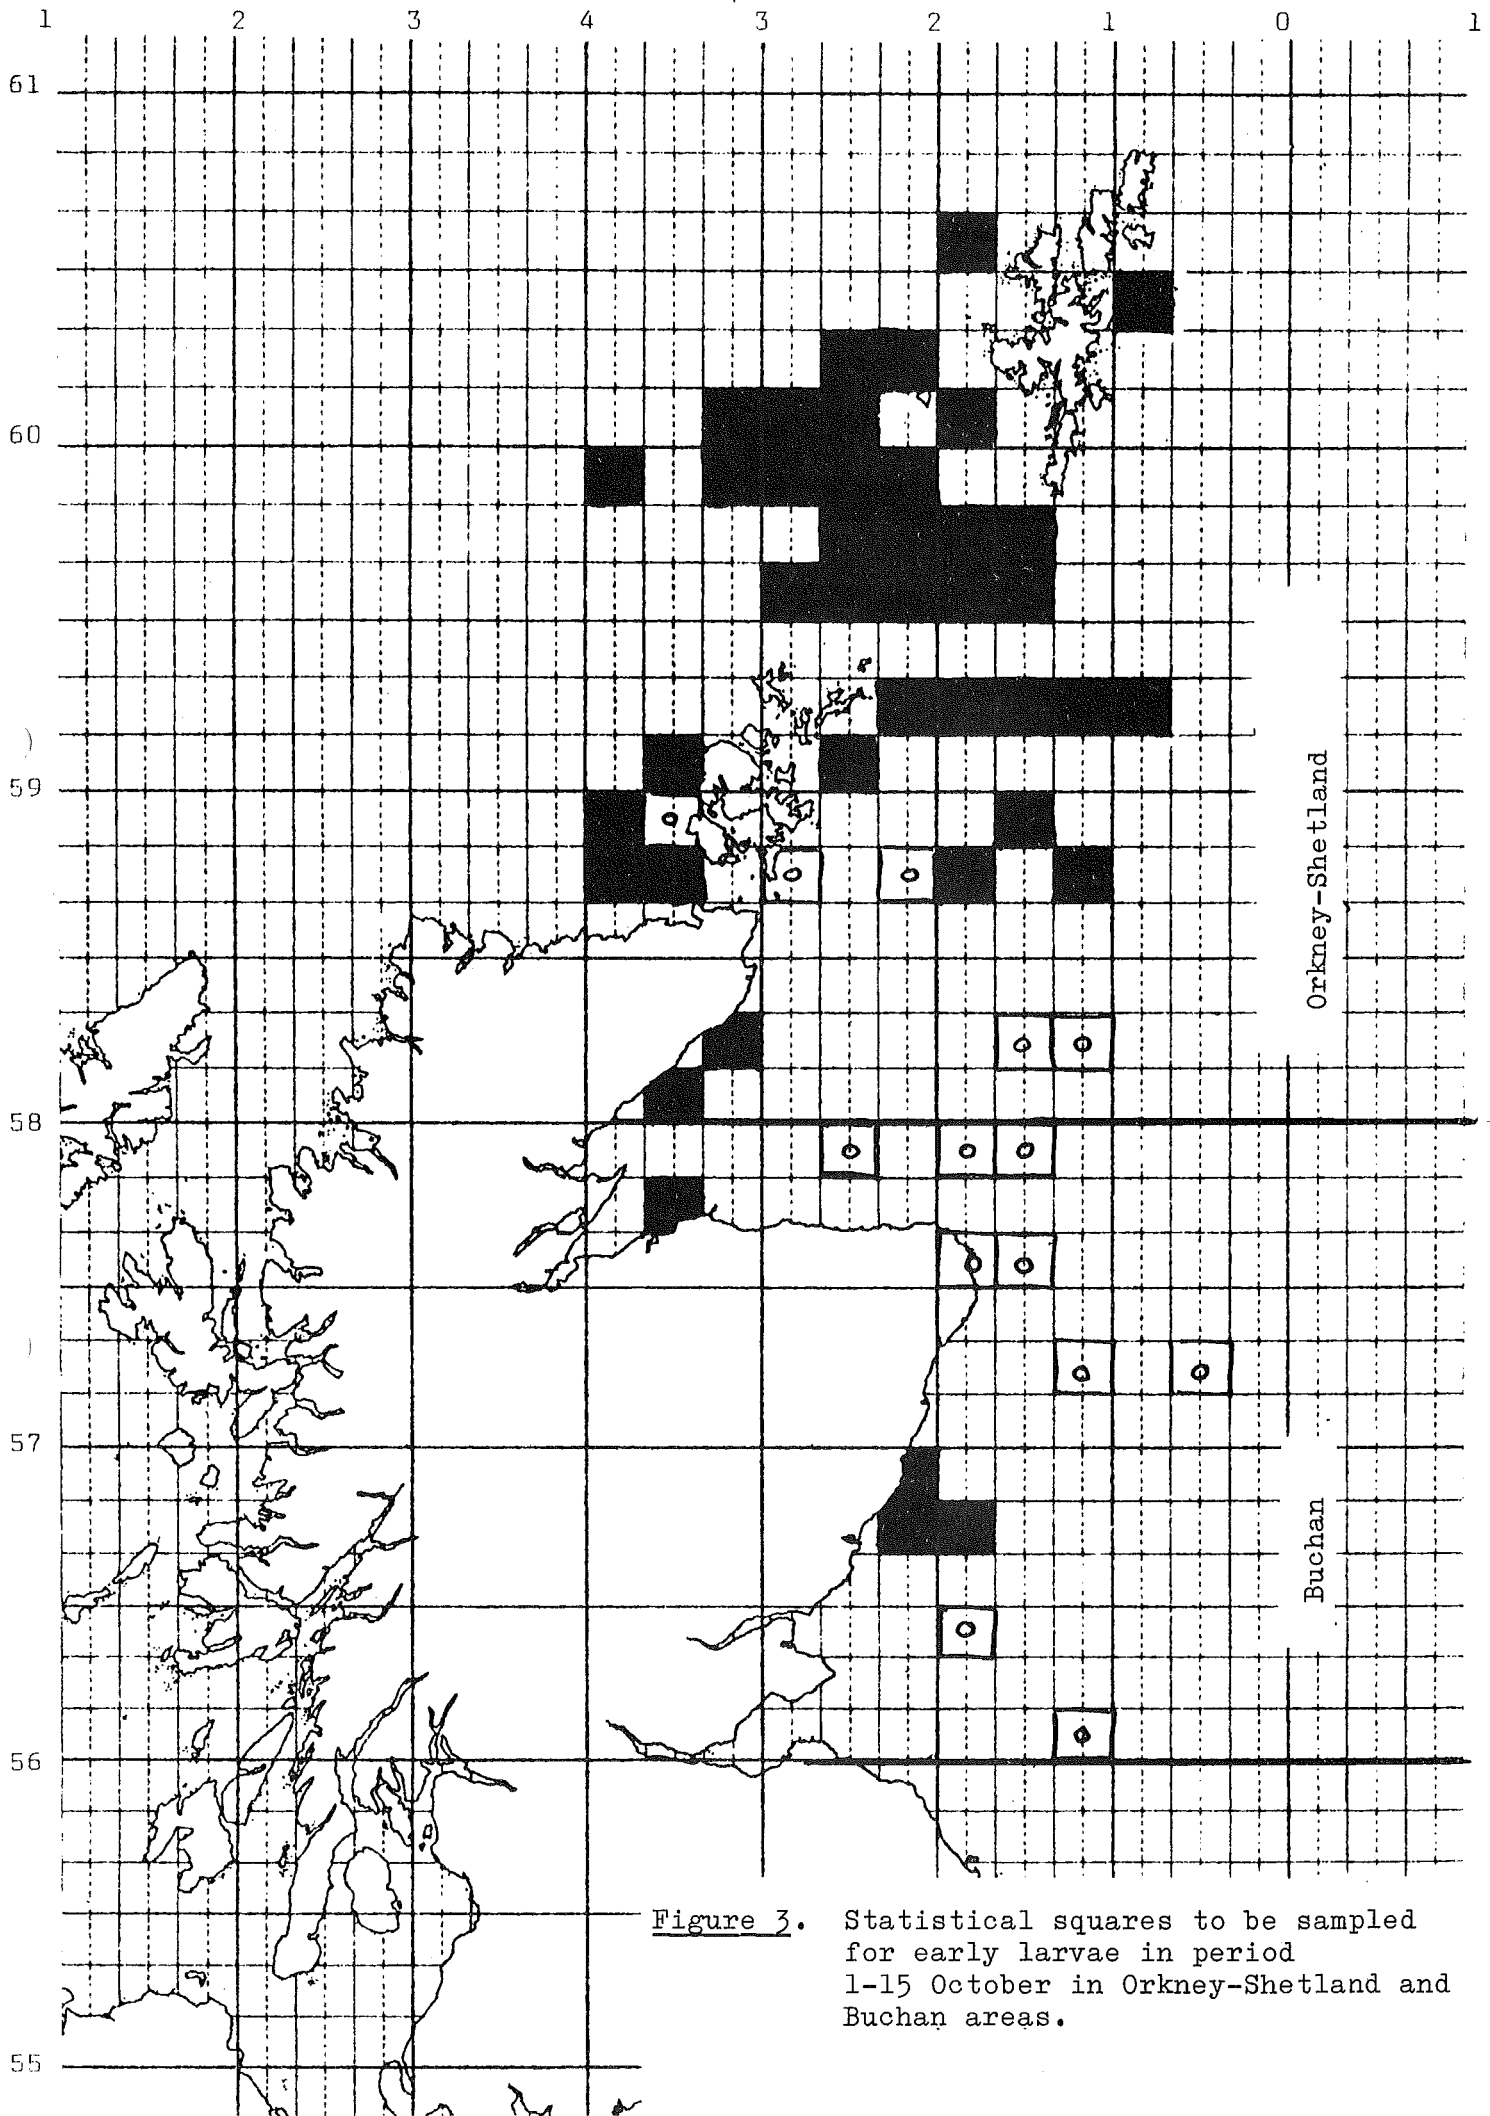 1 2 3 4 3 2 1 0 1
61
60
59
58
57
56
55
Orkney-Shetland
Buchan
Figure 3. Statistical squares to be sampled
for early larvae in period
1-15 October in Orkney-Shetland and
Buchan areas.